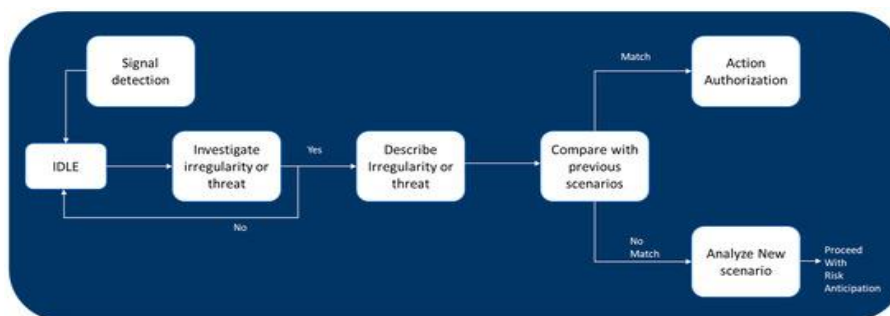 Signal
detection
IDLE
Investigate
irregularity or
threat
Yes
No
Describe
Irregularity or
threat
Compare with
previous
scenarios
Match
Action
Authorization
No
Match
Analyze New
scenario
Proceed
With
Risk
Anticipation